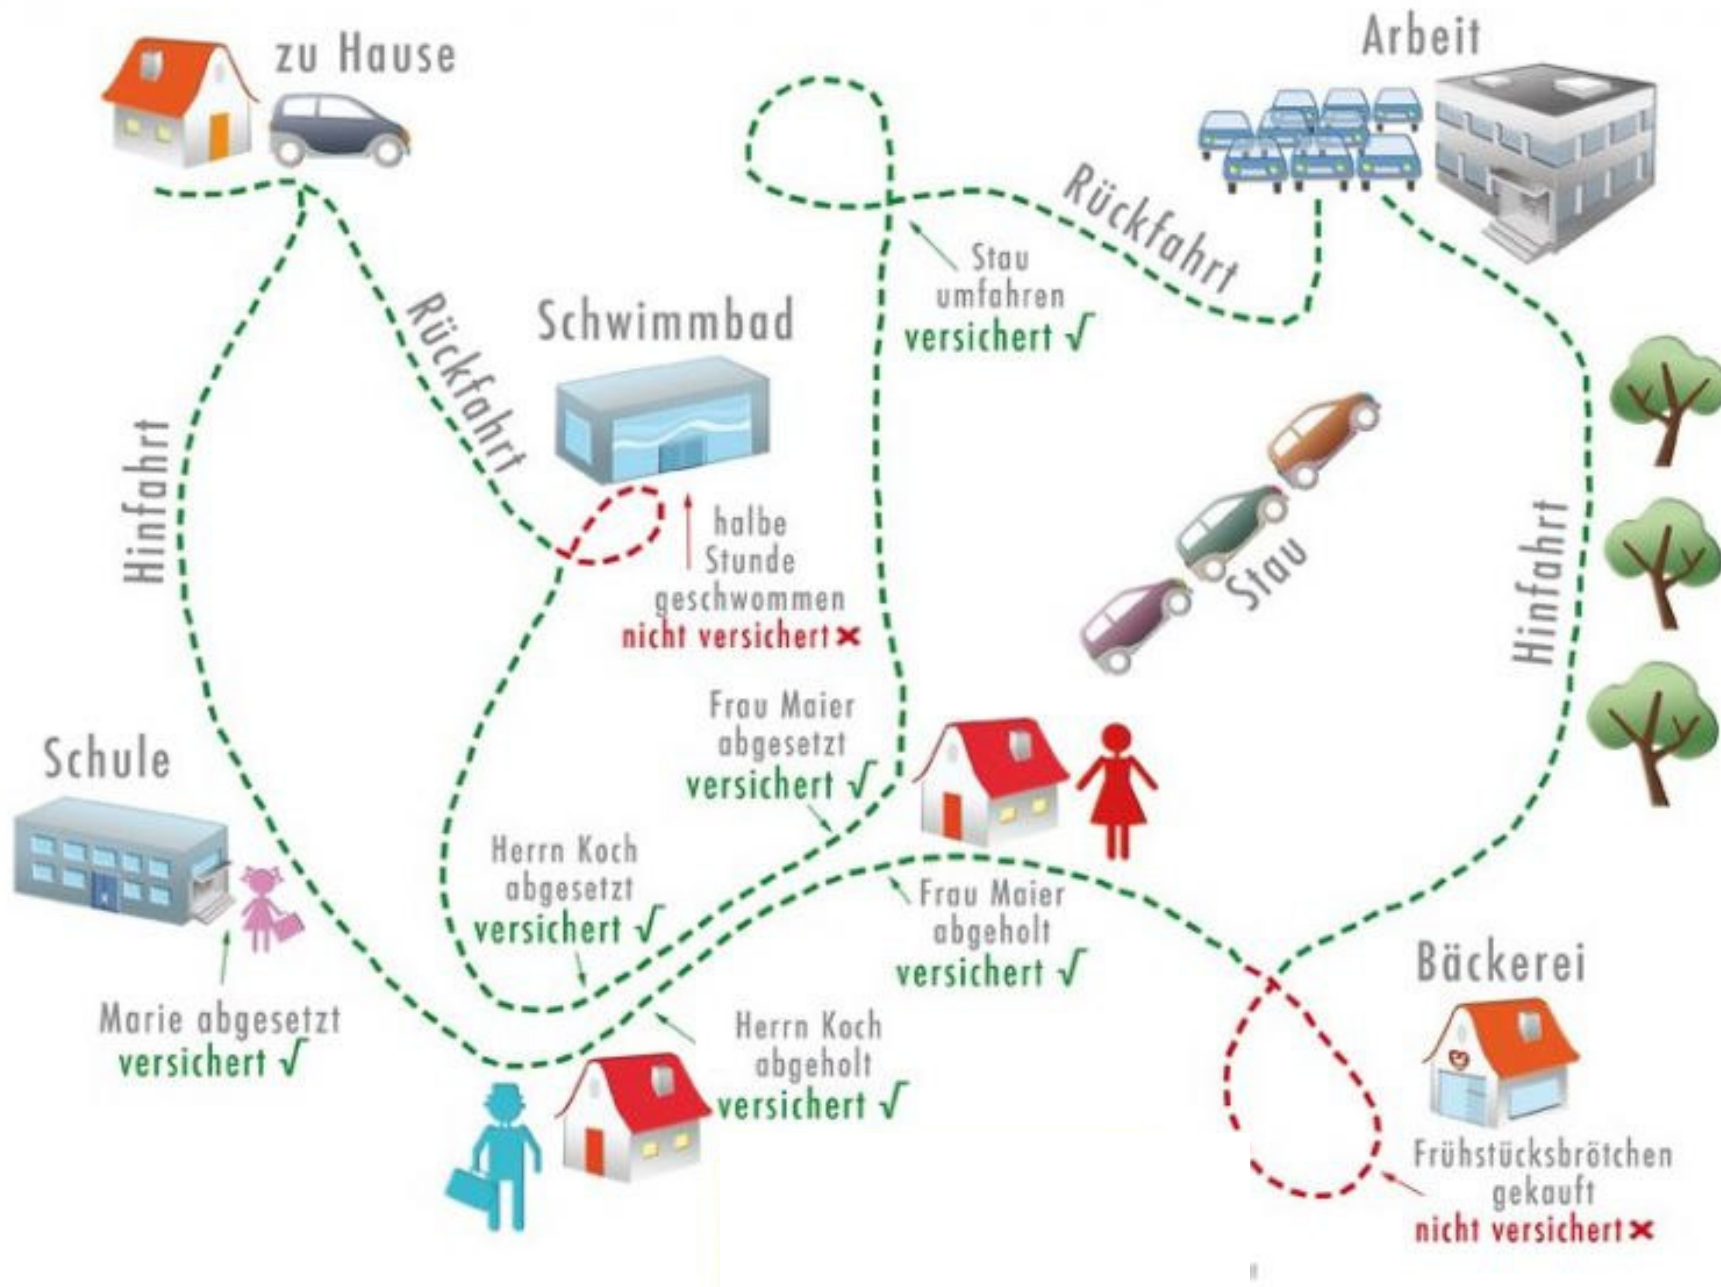 zu Hause
Arbeit
Rückfahrt
Stau
umfahren
versichert √
Rückfahrt
Schwimmbad
Hinfahrt
halbe
Stunde
geschwommen
nicht versichert ×
Stau
Hinfahrt
Frau Maier
abgesetzt
versichert √
Schule
Herrn Koch
abgesetzt
versichert √
Frau Maier
abgeholt
versichert √
Bäckerei
Marie abgesetzt
versichert √
Herrn Koch
abgeholt
versichert √
Frühstücksbrötchen
gekauft
nicht versichert ×